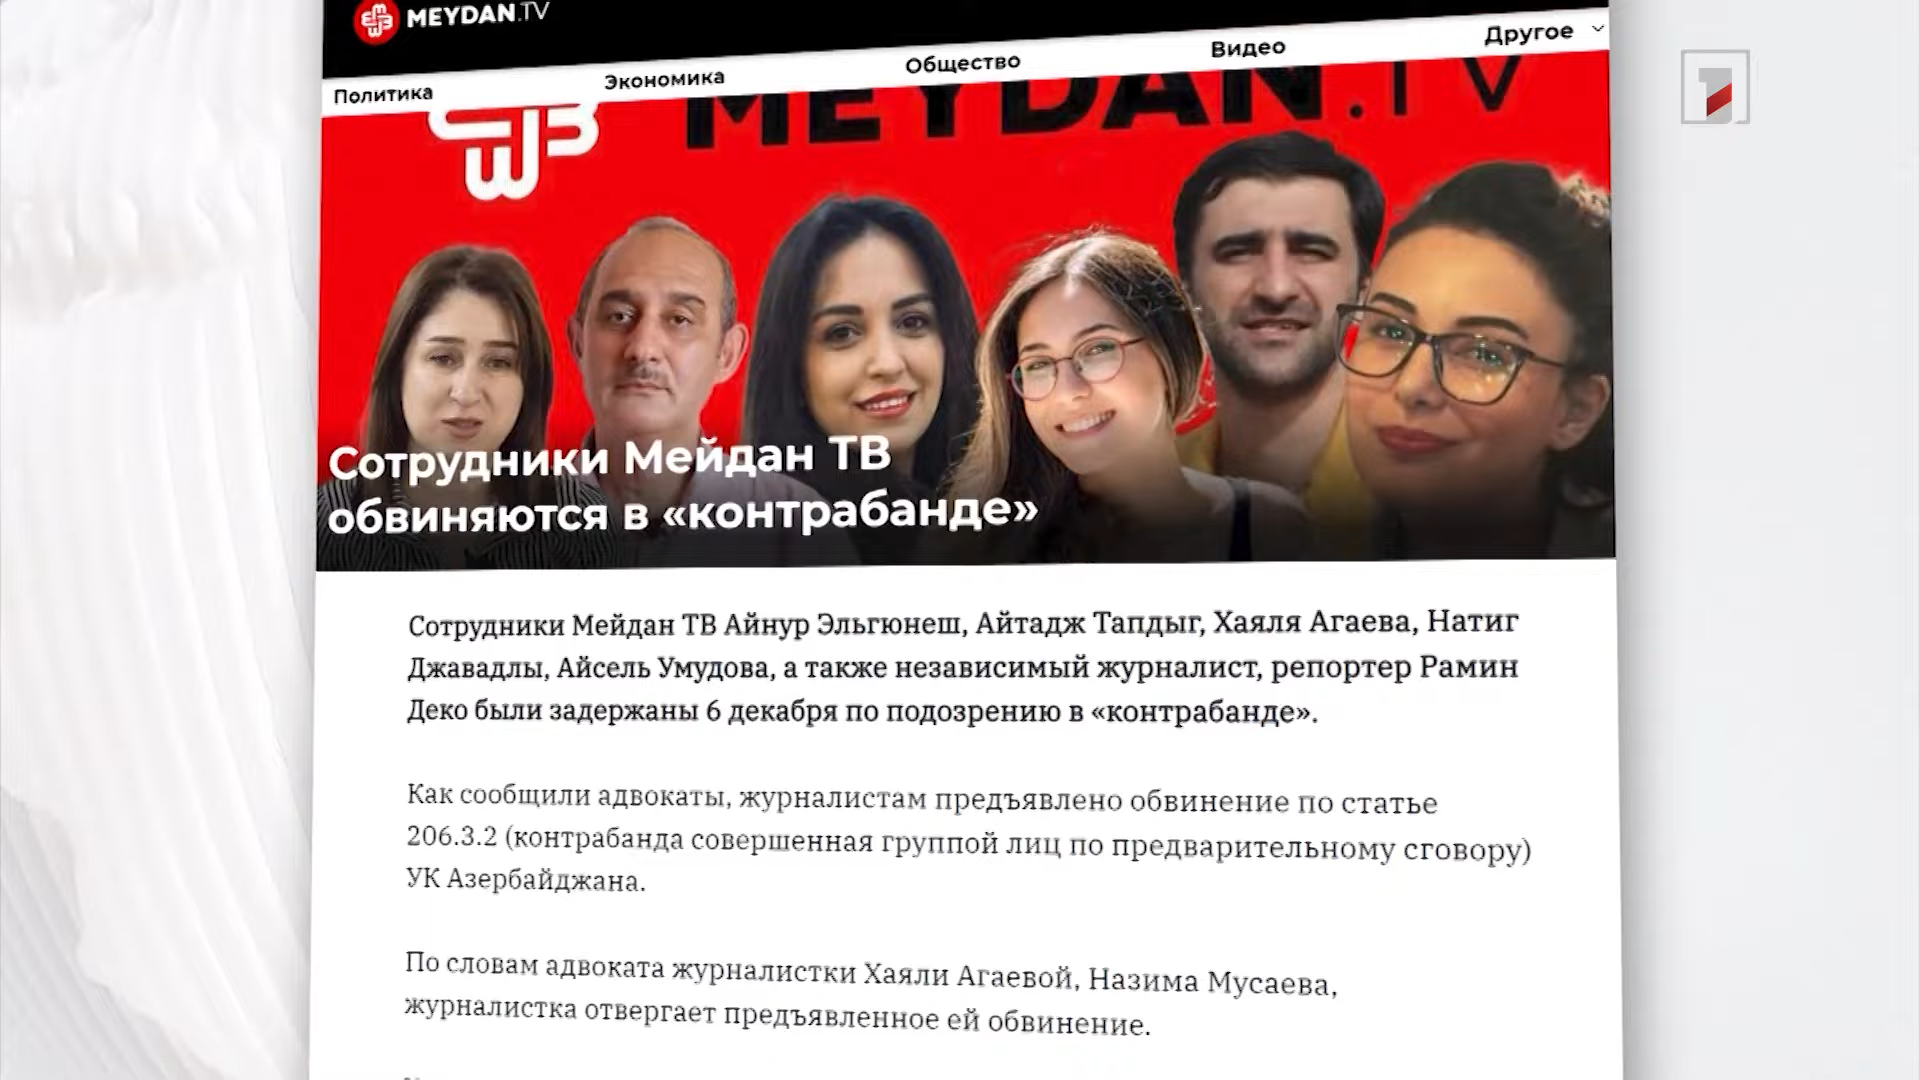 MEYDAN.TV
Политика
Экономика
Общество
Видео
Другое
MEYDAN.TV
1
Сотрудники Мейдан ТВ
обвиняются в «контрабанде»
Сотрудники Мейдан ТВ Айнур Эльгюнеш, Айтадж Тапдыг, Хаяля Агаева, Натиг
Джавадлы, Айсель Умудова, а также независимый журналист, репортер Рамин
Деко были задержаны 6 декабря по подозрению в «контрабанде».
Как сообщили адвокаты, журналистам предъявлено обвинение по статье
206.3.2 (контрабанда совершенная группой лиц по предварительному сговору)
УК Азербайджана.
По словам адвоката журналистки Хаяли Агаевой, Назима Мусаева,
журналистка отвергает предъявленное ей обвинение.